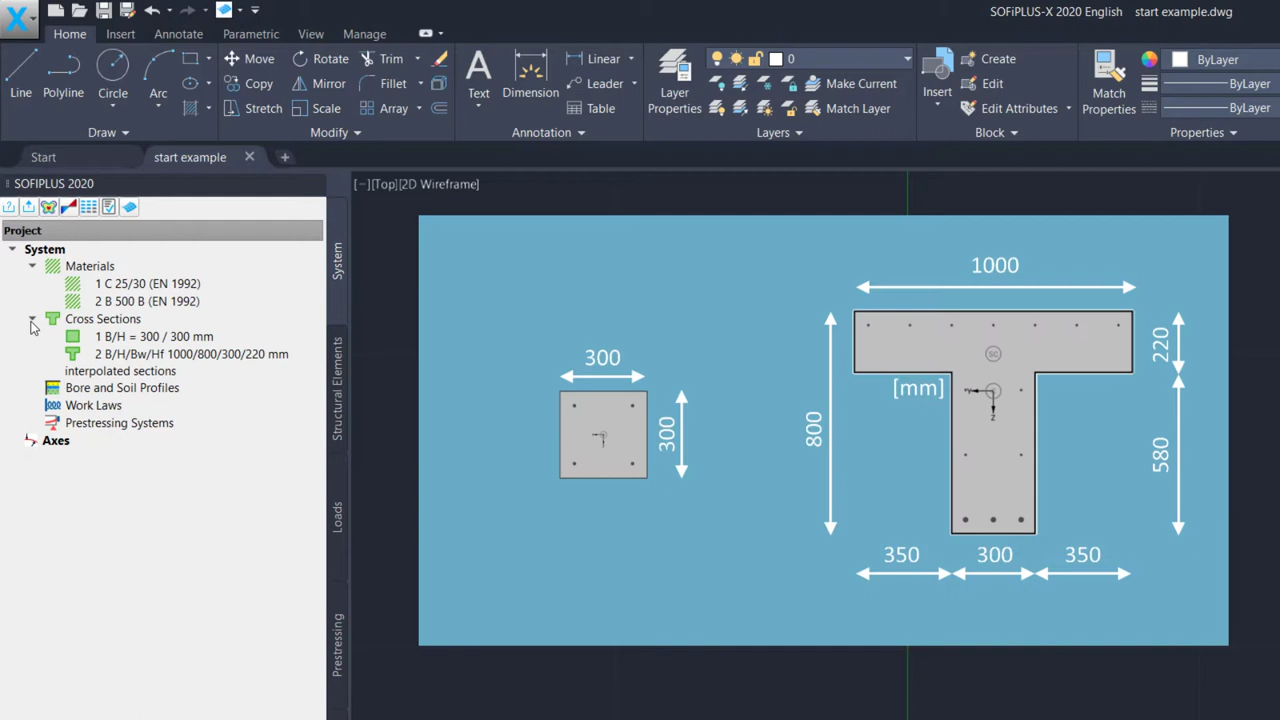 SOFiPLUS-X 2020 English start example.dwg
Home Insert Annotate Parametric View Manage
Line Polyline Circle Arc
Move Rotate Trim
Copy Mirror Fillet
Stretch Scale Array
Text Dimension
Linear
Leader
Table
Layer Properties
0
Make Current
Match Layer
Insert
Create
Edit
Edit Attributes
Match Properties
ByLayer
ByLayer
ByLayer
Draw Modify Annotation Layers Block Properties
Start start example
SOFIPLUS 2020
Project
System
Materials
1 C 25/30 (EN 1992)
2 B 500 B (EN 1992)
Cross Sections
1 B/H = 300 / 300 mm
2 B/H/Bw/Hf 1000/800/300/220 mm
interpolated sections
Bore and Soil Profiles
Work Laws
Prestressing Systems
Axes
System
Structural Elements
Loads
Prestressing
[−][Top][2D Wireframe]
300
300
1000
220
SC
[mm]
y
z
800
580
350 300 350